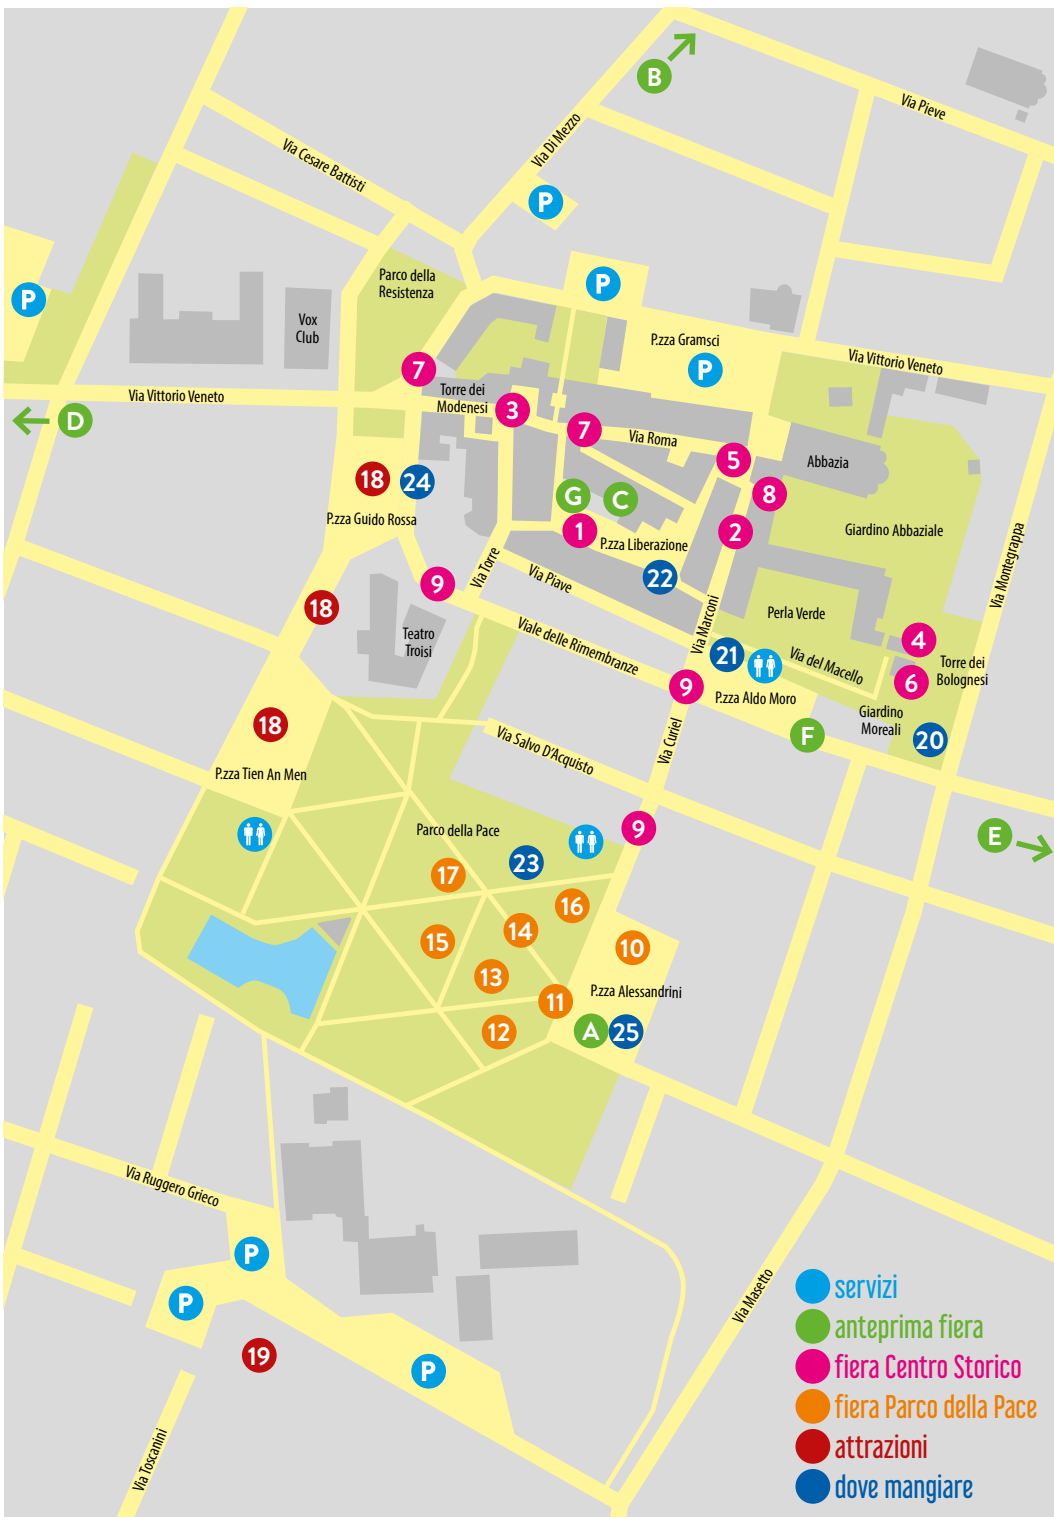 B
Via Pieve
Via Di Mezzo
Via Cesare Battisti
P
Parco della
Resistenza
P
P
Vox
Club
P.zza Gramsci
Via Vittorio Veneto
P
7
Via Vittorio Veneto
Torre dei
Modenesi
D
3
7
Via Roma
5
Abbazia
18
24
G
C
8
P.zza Guido Rossa
1
P.zza Liberazione
2
Giardino Abbaziale
Via Torre
Via Piave
22
Via Montegrappa
9
18
Teatro
Troisi
Viale delle Rimembranze
Via Marconi
Perla Verde
4
21
Via del Macello
Torre dei
Bolognesi
6
9
P.zza Aldo Moro
Giardino
Moreali
18
Via Salvo D'Acquisto
Via Curiel
F
20
P.zza Tien An Men
Parco della Pace
9
E
23
17
16
15
14
10
13
P.zza Alessandrini
11
12
A
25
Via Ruggero Grieco
P
P
Via Masetto
19
P
Via Toscanini
servizi
anteprima fiera
fiera Centro Storico
fiera Parco della Pace
attrazioni
dove mangiare